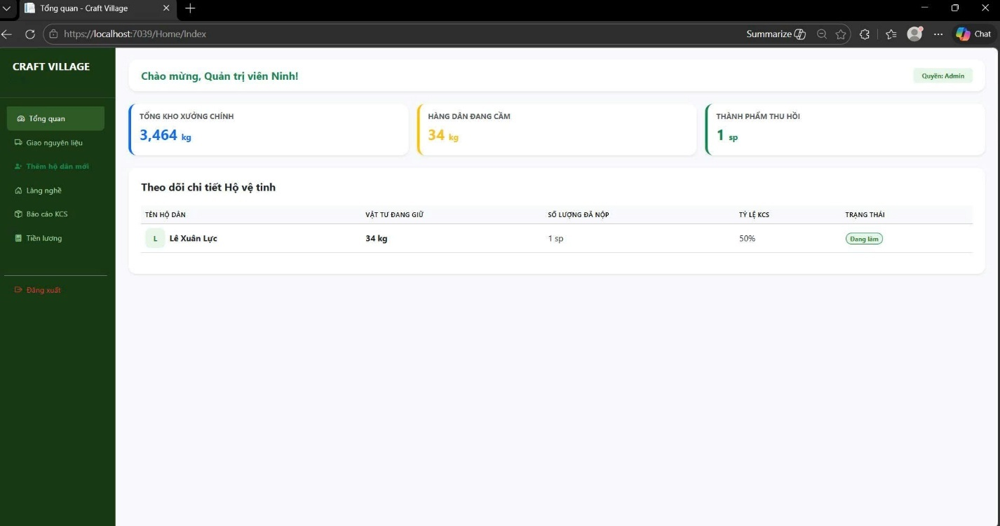 Tổng quan - Craft Village
https://localhost:7039/Home/Index
Summarize
Chat
CRAFT VILLAGE
Tổng quan
Giao nguyên liệu
Thêm hộ dân mới
Làng nghề
Báo cáo KCS
Tiền lương
Đăng xuất
Chào mừng, Quản trị viên Ninh!
Quyền: Admin
TỔNG KHO XƯỞNG CHÍNH
3,464 kg
HÀNG DÂN ĐANG CẦM
34 kg
THÀNH PHẨM THU HỒI
1 sp
Theo dõi chi tiết Hộ vệ tinh
TÊN HỘ DÂN VẬT TƯ ĐANG GIỮ SỐ LƯỢNG ĐÃ NỘP TỶ LỆ KCS TRẠNG THÁI
L Lê Xuân Lực 34 kg 1 sp 50% Đang làm